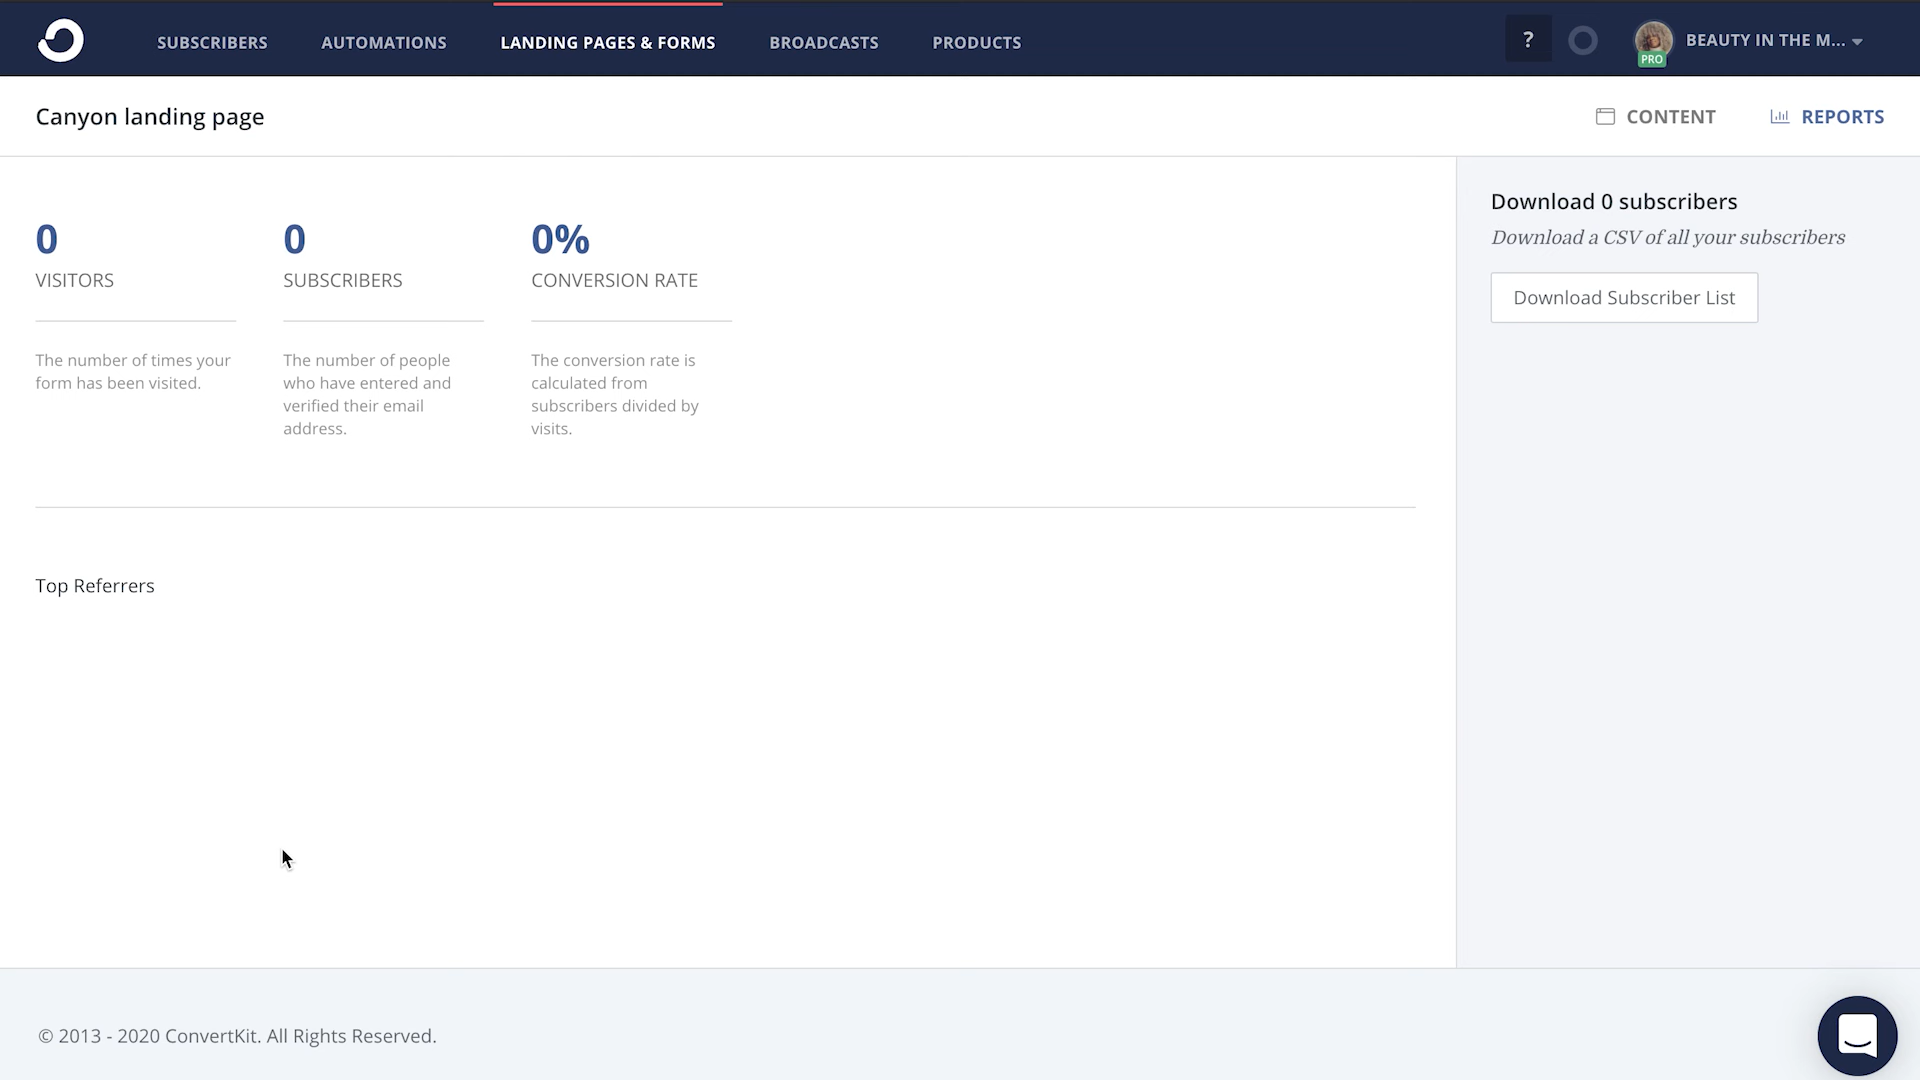 SUBSCRIBERS AUTOMATIONS LANDING PAGES & FORMS BROADCASTS PRODUCTS ? PRO BEAUTY IN THE M...
Canyon landing page CONTENT REPORTS
0 0 0%
VISITORS SUBSCRIBERS CONVERSION RATE
The number of times your
form has been visited.
The number of people
who have entered and
verified their email
address.
The conversion rate is
calculated from
subscribers divided by
visits.
Download 0 subscribers
Download a CSV of all your subscribers
Download Subscriber List
Top Referrers
© 2013 - 2020 ConvertKit. All Rights Reserved.